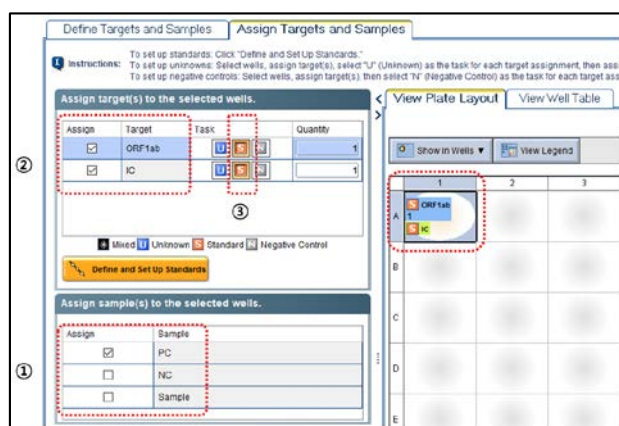 Define Targets and Samples
Assign Targets and Samples
Instructions:
To set up standards: Click "Define and Set Up Standards."
To set up unknowns: Select wells, assign target(s), select "U" (Unknown) as the task for each target assignment, then
To set up negative controls: Select wells, assign target(s), then select "N" (Negative Control) as the task for each target
Assign target(s) to the selected wells.
Assign Target Task Quantity
ORF1ab U S N 1
IC U S N 1
②
③
Mixed U Unknown S Standard N Negative Control
Define and Set Up Standards
Assign sample(s) to the selected wells.
Assign Sample
PC
①
NC
Sample
View Plate Layout
View Well Table
Show in Wells ▼
View Legend
1 2 3
A
S ORF1ab
1
S IC
B
C
D
E